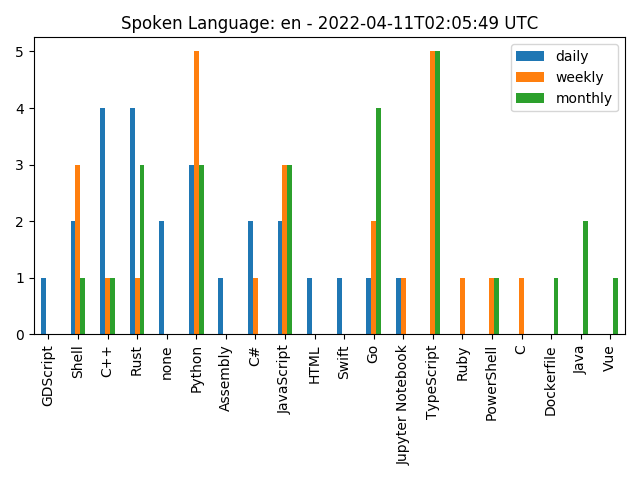 Spoken Language: en - 2022-04-11T02:05:49 UTC
daily
weekly
monthly
5
4
3
2
1
0
GDScript
Shell
C++
Rust
none
Python
Assembly
C#
JavaScript
HTML
Swift
Go
Jupyter Notebook
TypeScript
Ruby
PowerShell
C
Dockerfile
Java
Vue